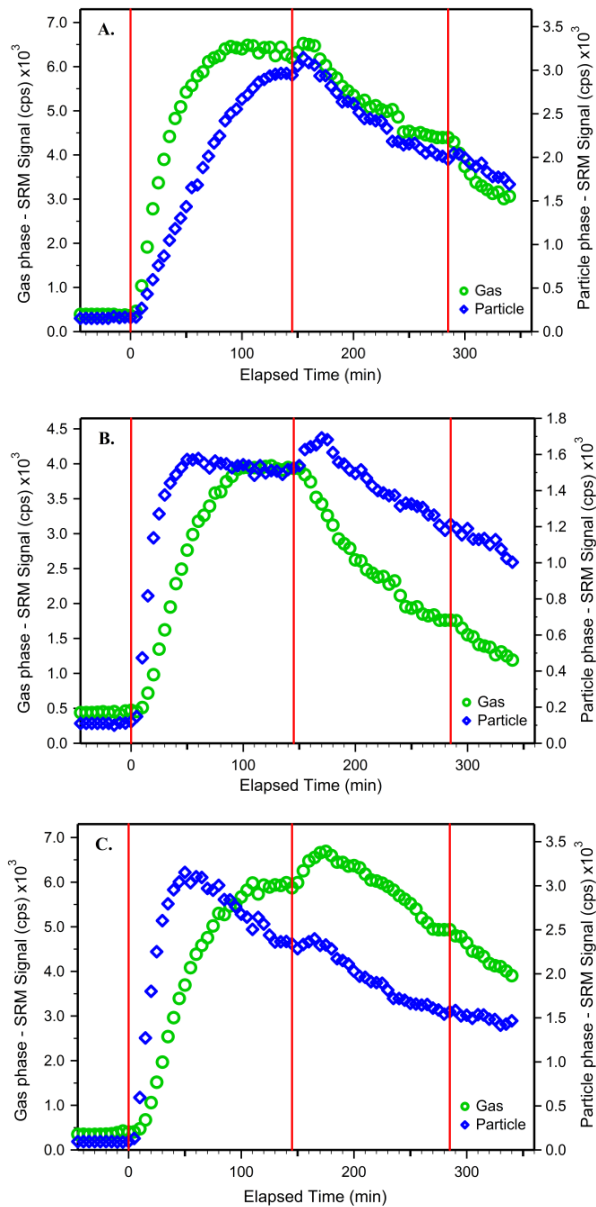 A.
Gas phase - SRM Signal (cps) x10³
7.0
6.0
5.0
4.0
3.0
2.0
1.0
0.0
3.5
3.0
2.5
2.0
1.5
1.0
0.5
0.0
Particle phase - SRM Signal (cps) x10³
Gas
Particle
0 100 200 300
Elapsed Time (min)
B.
Gas phase - SRM Signal (cps) x10³
4.5
4.0
3.5
3.0
2.5
2.0
1.5
1.0
0.5
0.0
1.8
1.6
1.4
1.2
1.0
0.8
0.6
0.4
0.2
0.0
Particle phase - SRM Signal (cps) x10³
Gas
Particle
0 100 200 300
Elapsed Time (min)
C.
Gas phase - SRM Signal (cps) x10³
7.0
6.0
5.0
4.0
3.0
2.0
1.0
0.0
3.5
3.0
2.5
2.0
1.5
1.0
0.5
0.0
Particle phase - SRM Signal (cps) x10³
Gas
Particle
0 100 200 300
Elapsed Time (min)